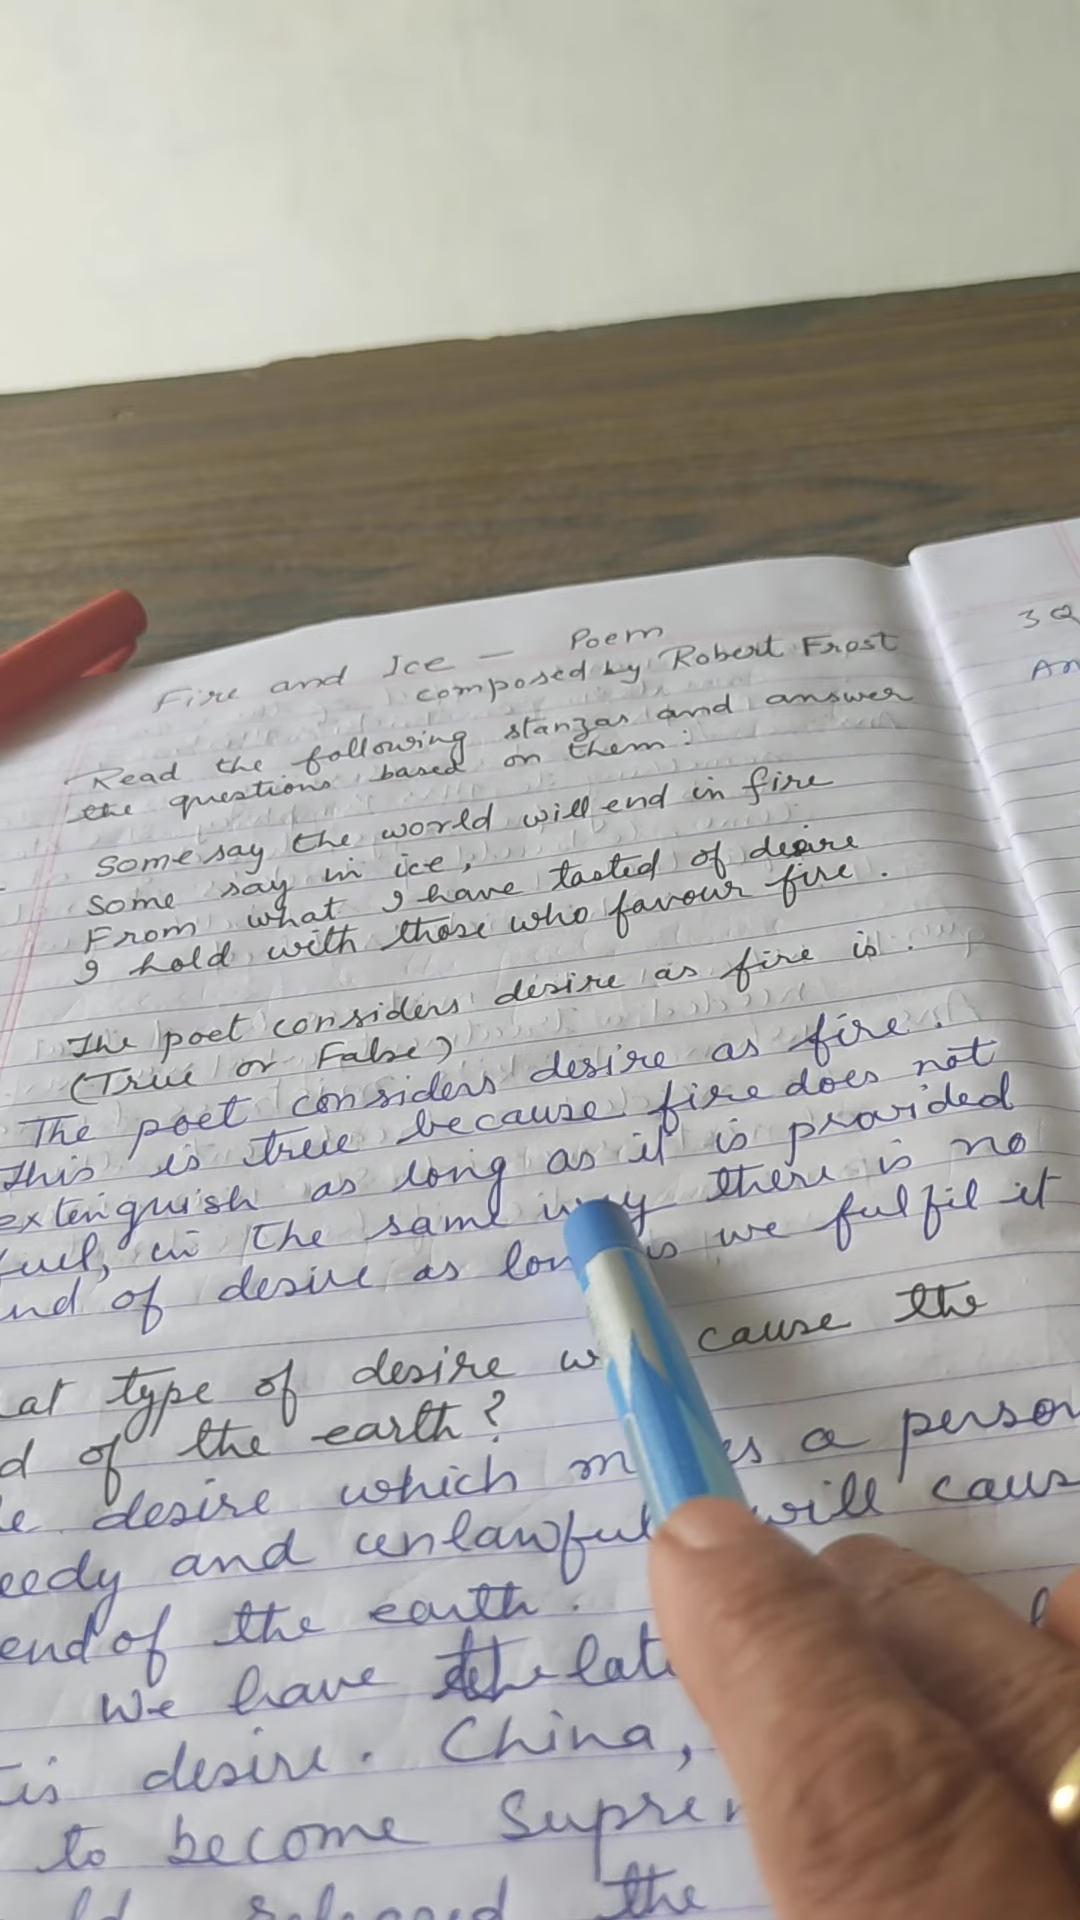 Fire and Ice — Poem
composed by Robert Frost
Read the following stanzas and answer
the questions based on them:
Some say the world will end in fire
Some say in ice,
From what I have tasted of desire
I hold with those who favour fire.
The poet considers desire as fire is.
(True or False)
The poet considers desire as fire.
This is true because fire does not
extinguish as long as it is provided
fuel, in the same way there is no
end of desire as long as we fulfil it
type of desire cause the
of the earth?
desire which a person
and unlawful will
end of the earth.
We have the
desire. China,
to become
the
3Q